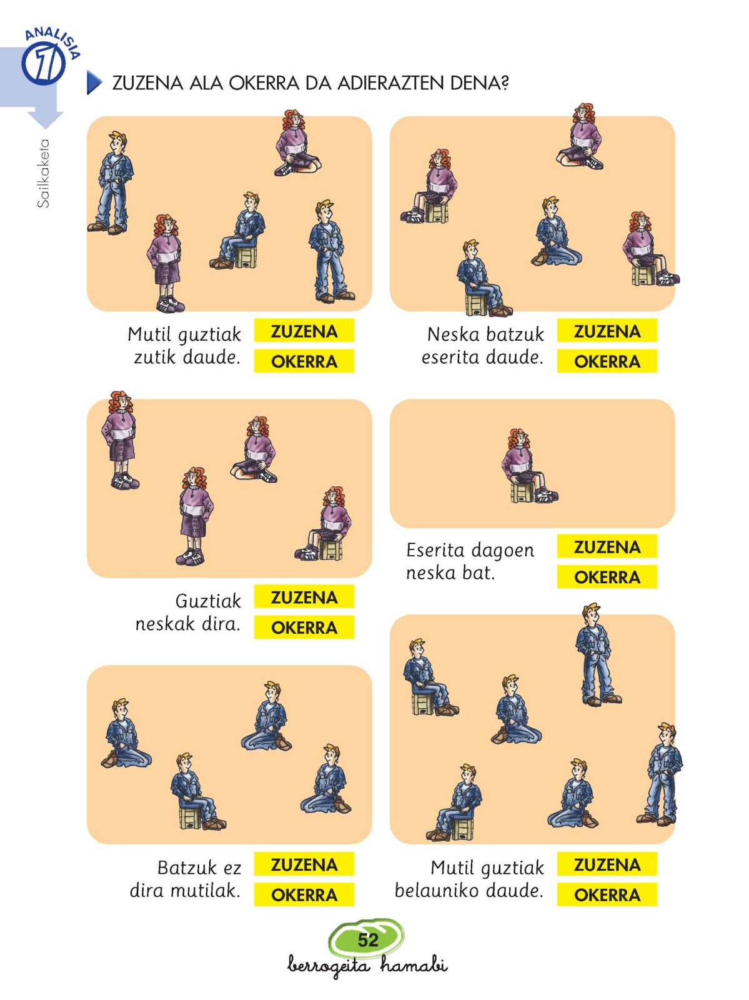 ANALISIA
1
Sailkaketa
ZUZENA ALA OKERRA DA ADIERAZTEN DENA?
Mutil guztiak
zutik daude.
ZUZENA
OKERRA
Neska batzuk
eserita daude.
ZUZENA
OKERRA
Guztiak
neskak dira.
ZUZENA
OKERRA
Eserita dagoen
neska bat.
ZUZENA
OKERRA
Batzuk ez
dira mutilak.
ZUZENA
OKERRA
Mutil guztiak
belauniko daude.
ZUZENA
OKERRA
52
berrogeita hamabi